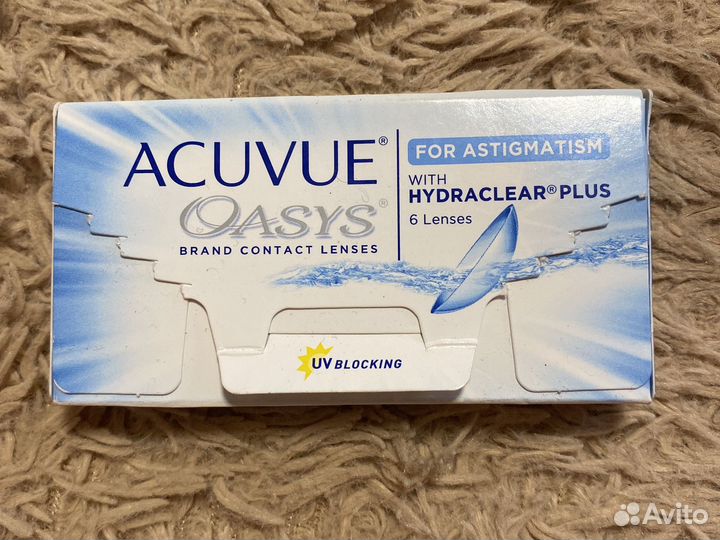 ACUVUE®
OASYS®
BRAND CONTACT LENSES
FOR ASTIGMATISM
WITH
HYDRACLEAR® PLUS
6 Lenses
UV BLOCKING
Avito